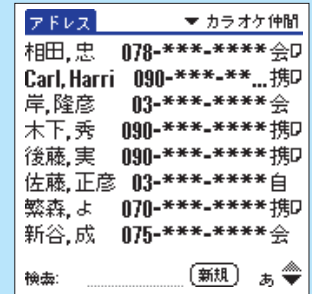 アドレス ▼ カラオケ仲間
相田, 忠 078-***-****会
Carl, Harri 090-***-**...携
岸, 隆彦 03-***-****会
木下, 秀 090-***-****携
後藤, 実 090-***-****携
佐藤, 正彦 03-***-****自
繁森, よ 070-***-****携
新谷, 成 075-***-****会
検索: 新規 あ